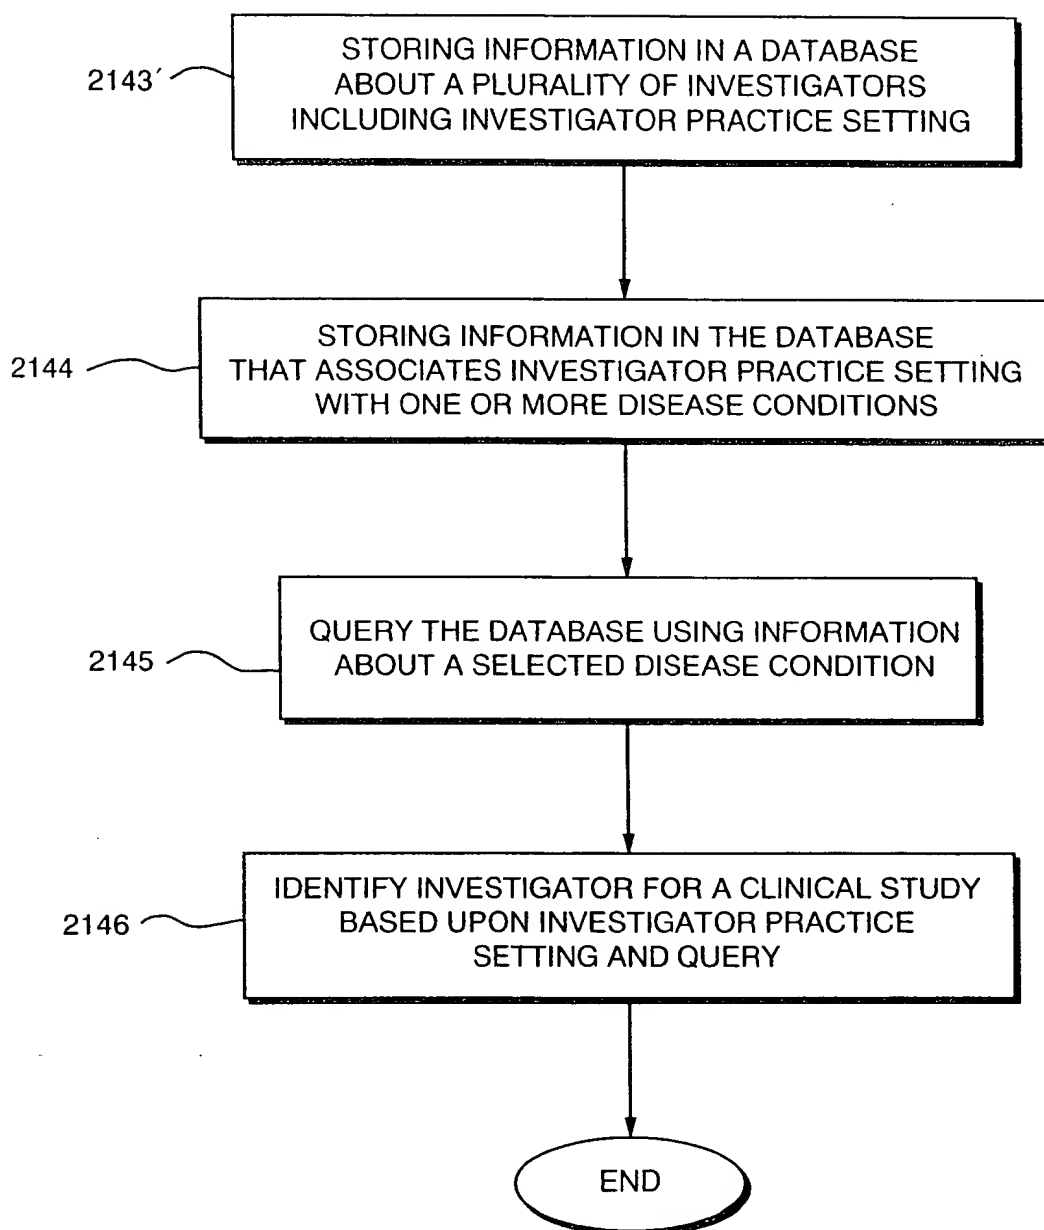 2143′
STORING INFORMATION IN A DATABASE
ABOUT A PLURALITY OF INVESTIGATORS
INCLUDING INVESTIGATOR PRACTICE SETTING
2144
STORING INFORMATION IN THE DATABASE
THAT ASSOCIATES INVESTIGATOR PRACTICE SETTING
WITH ONE OR MORE DISEASE CONDITIONS
2145
QUERY THE DATABASE USING INFORMATION
ABOUT A SELECTED DISEASE CONDITION
2146
IDENTIFY INVESTIGATOR FOR A CLINICAL STUDY
BASED UPON INVESTIGATOR PRACTICE
SETTING AND QUERY
END